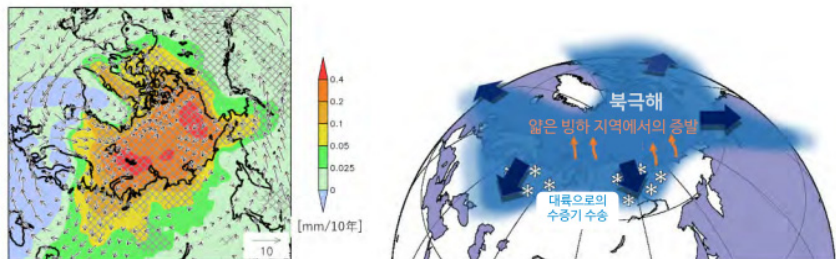 0.4
0.2
0.1
0.05
0.025
0
[mm/10年]
10
북극해
얇은 빙하 지역에서의 증발
대륙으로의
수증기 수송